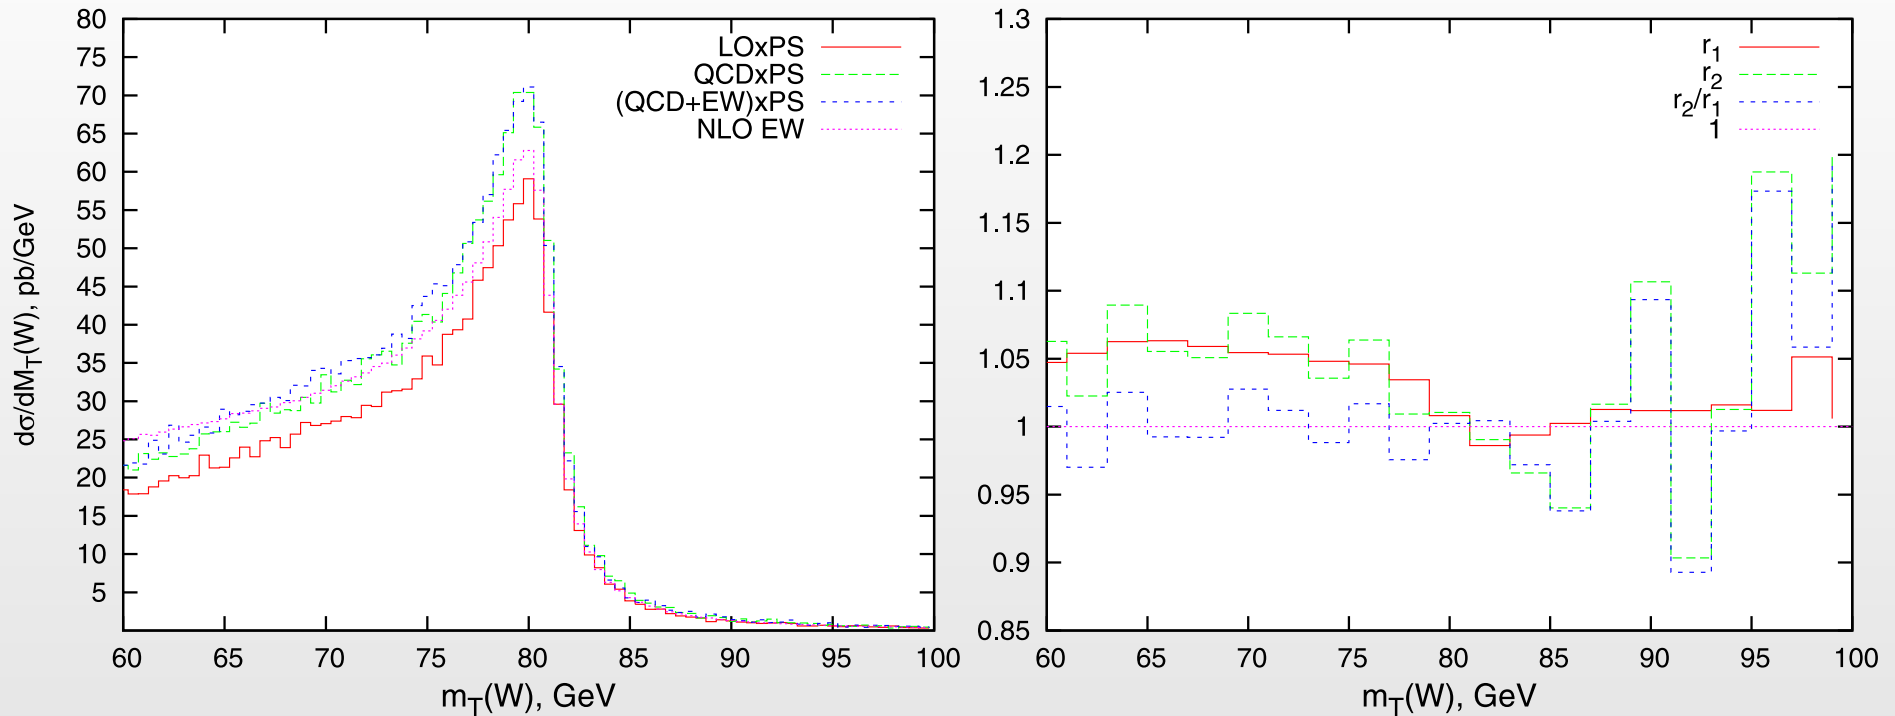 80
75
70
65
60
55
50
45
40
35
30
25
20
15
10
5
dσ/dM_T(W), pb/GeV
LOxPS
QCDxPS
(QCD+EW)xPS
NLO EW
60 65 70 75 80 85 90 95 100
m_T(W), GeV
1.3
1.25
1.2
1.15
1.1
1.05
1
0.95
0.9
0.85
r_1
r_2
r_2/r_1
1
60 65 70 75 80 85 90 95 100
m_T(W), GeV